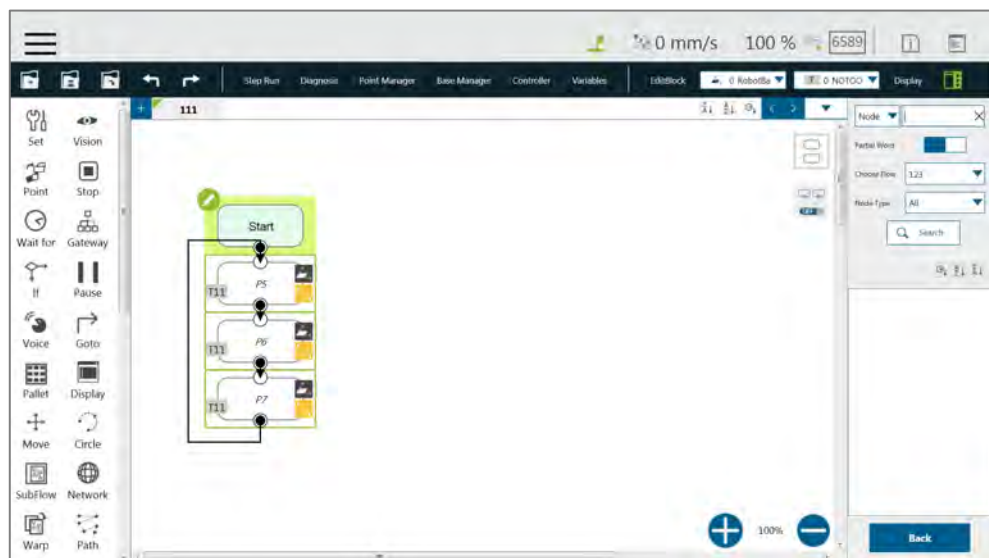 0 mm/s 100 % 6589
Step Run Diagnosis Point Manager Base Manager Controller Variables EditBlock 0 RobotBa 0 NOTOO Display
111
Set Vision
Point Stop
Wait for Gateway
If Pause
Voice Goto
Pallet Display
Move Circle
SubFlow Network
Warp Path
Start
P5
T11
P6
T11
P7
T11
100%
Node
Partial Word
Choose Flow 123
Node Type All
Search
Back